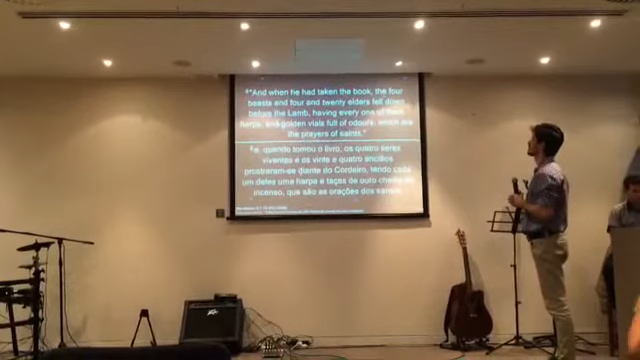 ⁸"And when he had taken the book, the four
beasts and four and twenty elders fell down
before the Lamb, having every one of them
harps, and golden vials full of odours, which are
the prayers of saints."
⁸"e, quando tomou o livro, os quatro seres
viventes e os vinte e quatro anciãos
prostraram-se diante do Cordeiro, tendo cada
um deles uma harpa e taças de ouro cheias de
incenso, que são as orações dos santos,